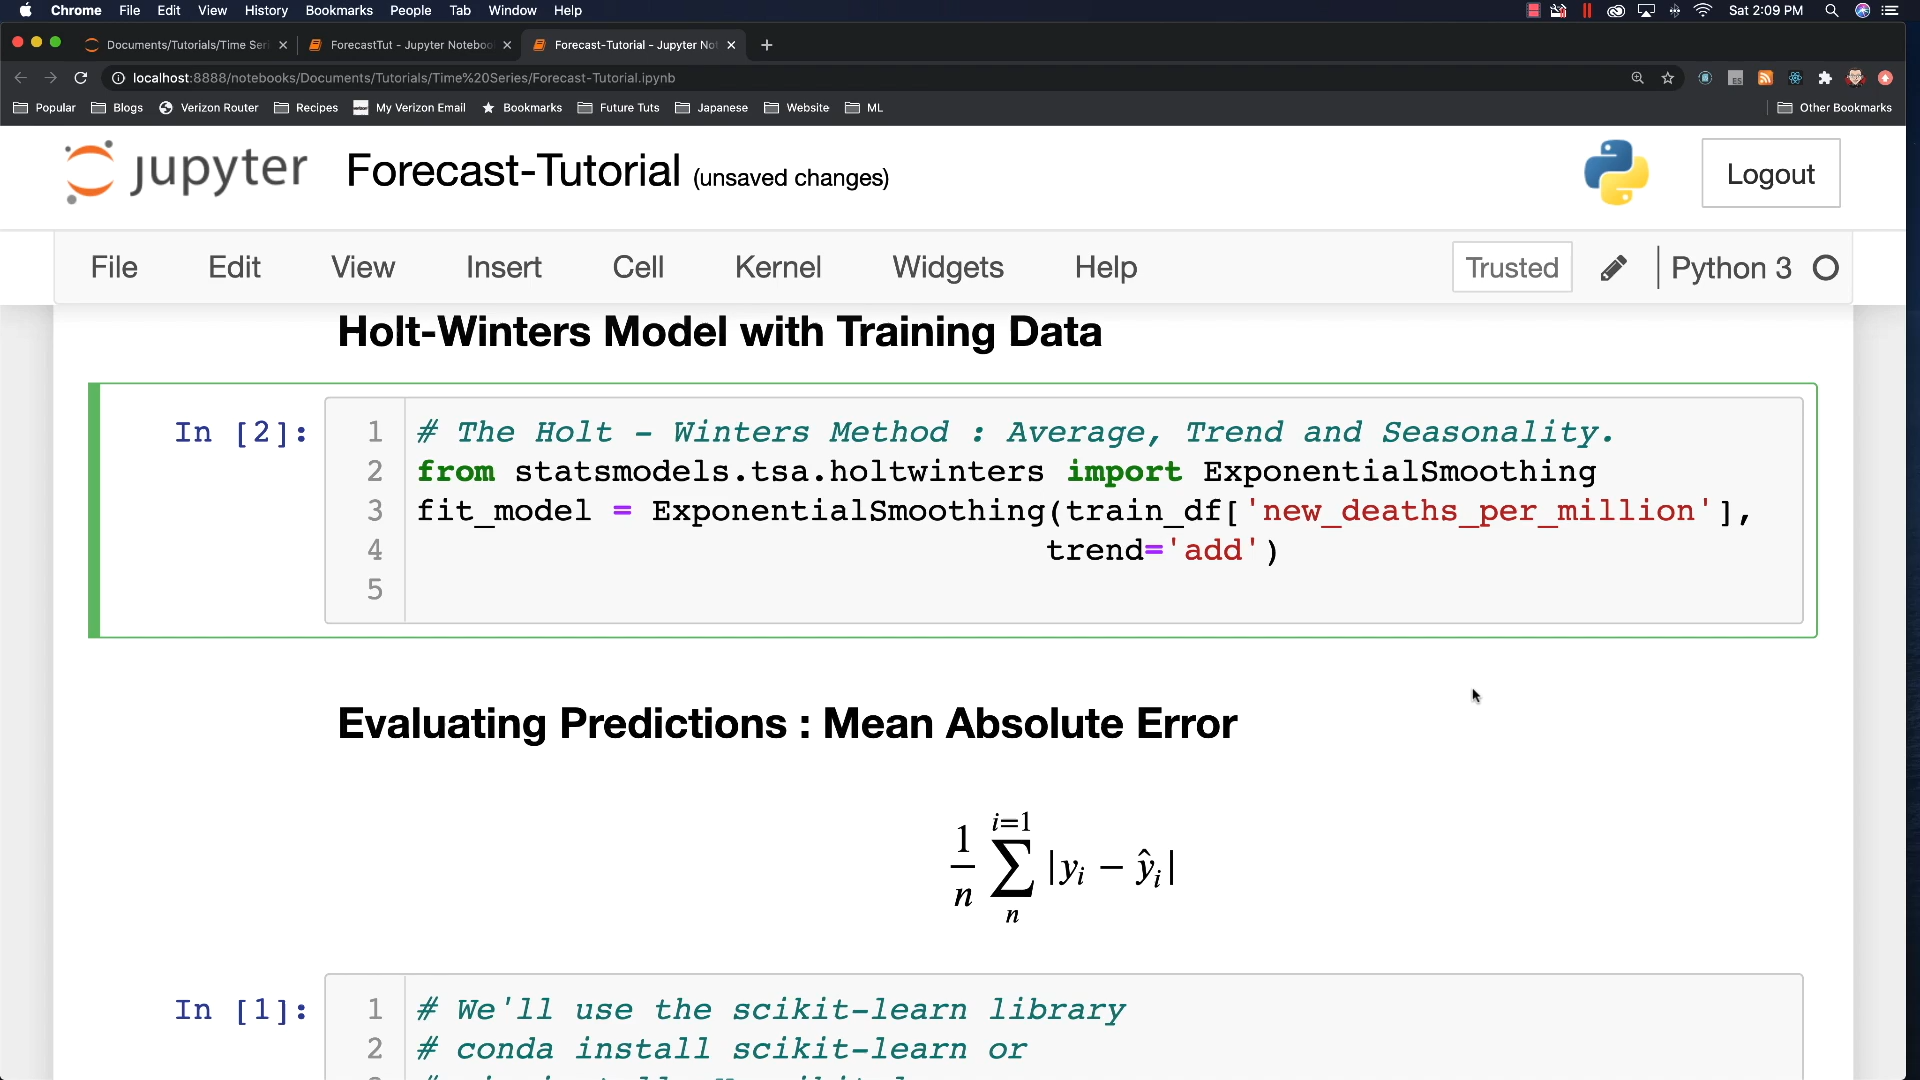 Chrome File Edit View History Bookmarks People Tab Window Help Sat 2:09 PM
Documents/Tutorials/Time Seri ForecastTut - Jupyter Noteboo Forecast-Tutorial - Jupyter Not
localhost:8888/notebooks/Documents/Tutorials/Time%20Series/Forecast-Tutorial.ipynb
Popular Blogs Verizon Router Recipes My Verizon Email Bookmarks Future Tuts Japanese Website ML Other Bookmarks
jupyter Forecast-Tutorial (unsaved changes) Logout
File Edit View Insert Cell Kernel Widgets Help Trusted Python 3
Holt-Winters Model with Training Data
In [2]: 1 # The Holt - Winters Method : Average, Trend and Seasonality.
2 from statsmodels.tsa.holtwinters import ExponentialSmoothing
3 fit_model = ExponentialSmoothing(train_df['new_deaths_per_million'],
4 trend='add')
5
Evaluating Predictions : Mean Absolute Error
i=1
1/n ∑ |yᵢ − ŷᵢ|
n
In [1]: 1 # We'll use the scikit-learn library
2 # conda install scikit-learn or